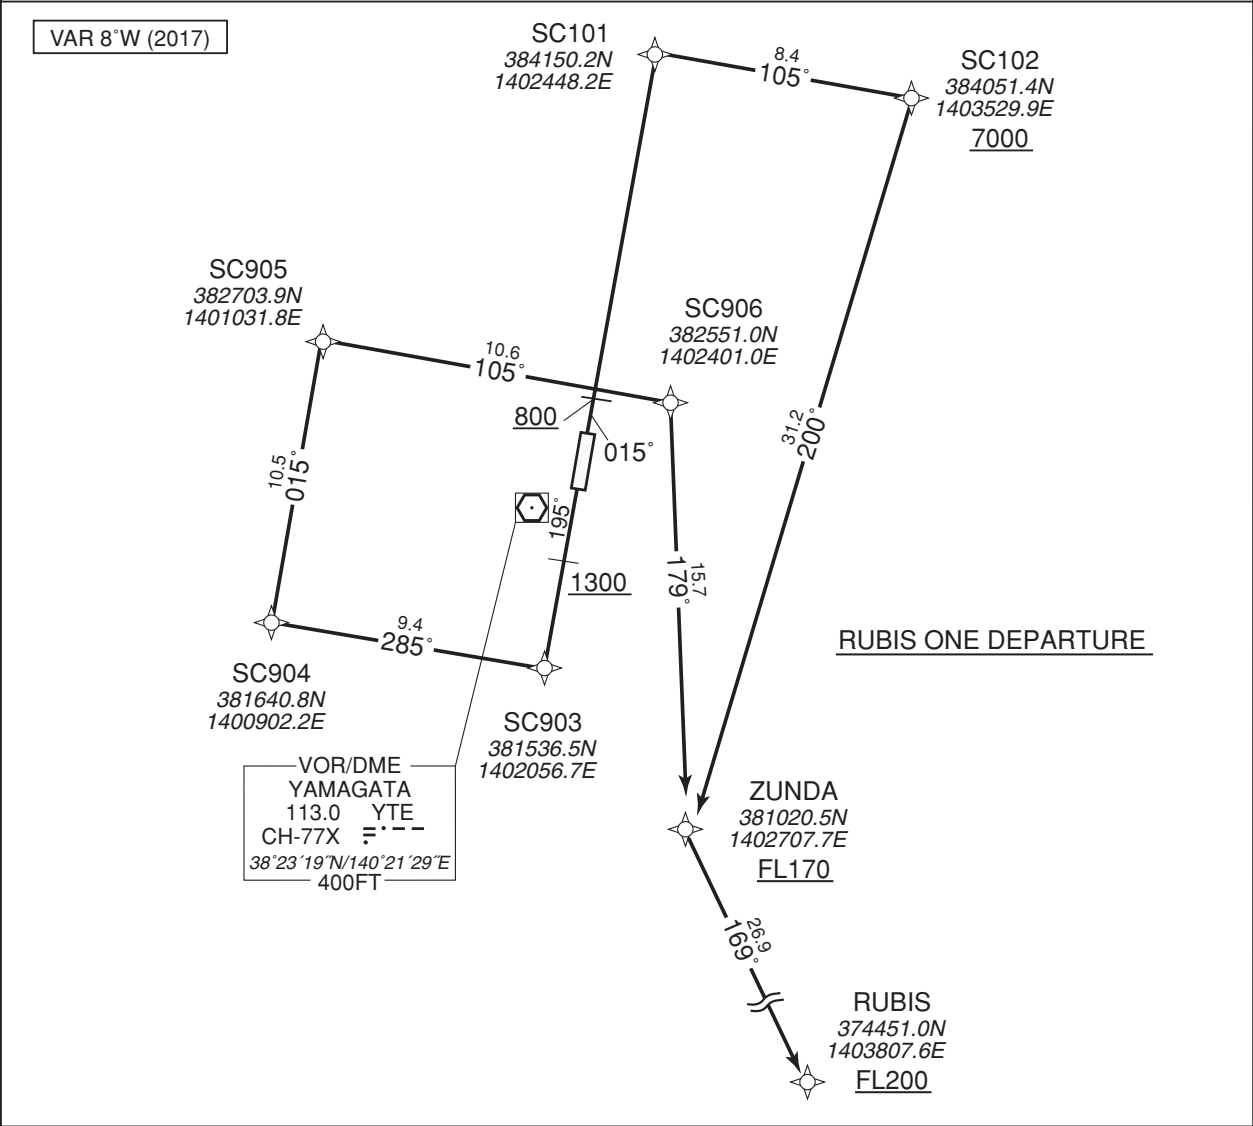 VAR 8°W (2017)
SC101
384150.2N
1402448.2E
8.4
105°
SC102
384051.4N
1403529.9E
7000
SC905
382703.9N
1401031.8E
10.6
105°
SC906
382551.0N
1402401.0E
800
015°
31.2
200°
10.5
015°
195°
1300
15.7
179°
9.4
285°
RUBIS ONE DEPARTURE
SC904
381640.8N
1400902.2E
SC903
381536.5N
1402056.7E
VOR/DME
YAMAGATA
113.0 YTE
CH-77X
38°23´19˝N/140°21´29˝E
400FT
ZUNDA
381020.5N
1402707.7E
FL170
26.9
169°
RUBIS
374451.0N
1403807.6E
FL200